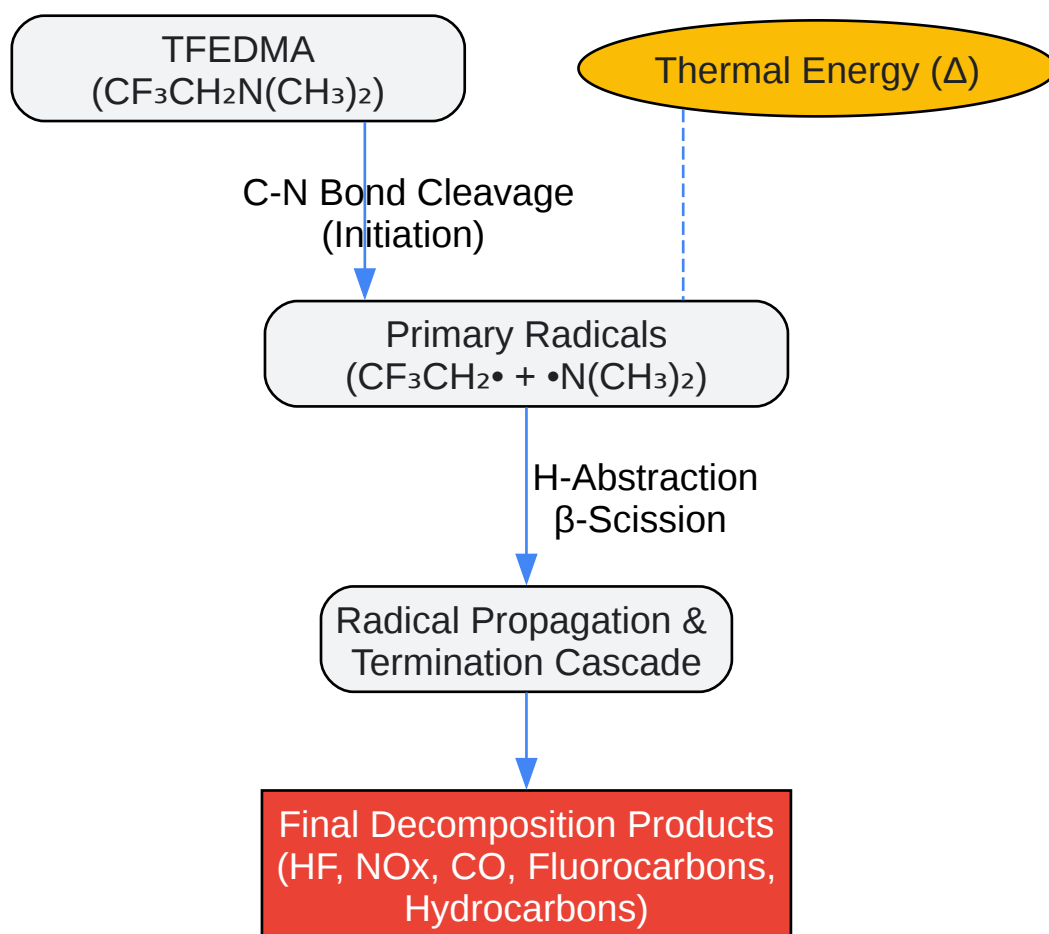 TFEDMA
(CF₃CH₂N(CH₃)₂)
Thermal Energy (Δ)
C-N Bond Cleavage
(Initiation)
Primary Radicals
(CF₃CH₂• + •N(CH₃)₂)
H-Abstraction
β-Scission
Radical Propagation &
Termination Cascade
Final Decomposition Products
(HF, NOx, CO, Fluorocarbons,
Hydrocarbons)